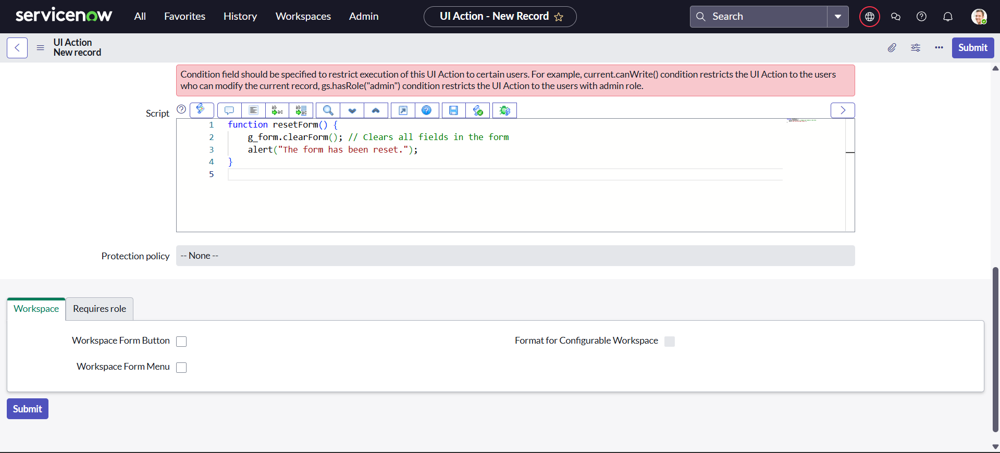 servicenow
All
Favorites
History
Workspaces
Admin
UI Action - New Record
Search
UI Action
New record
Submit
Condition field should be specified to restrict execution of this UI Action to certain users. For example, current.canWrite() condition restricts the UI Action to the users
who can modify the current record, gs.hasRole("admin") condition restricts the UI Action to the users with admin role.
Script
1 function resetForm() {
2 g_form.clearForm(); // Clears all fields in the form
3 alert("The form has been reset.");
4 }
5
Protection policy
-- None --
Workspace
Requires role
Workspace Form Button
Format for Configurable Workspace
Workspace Form Menu
Submit